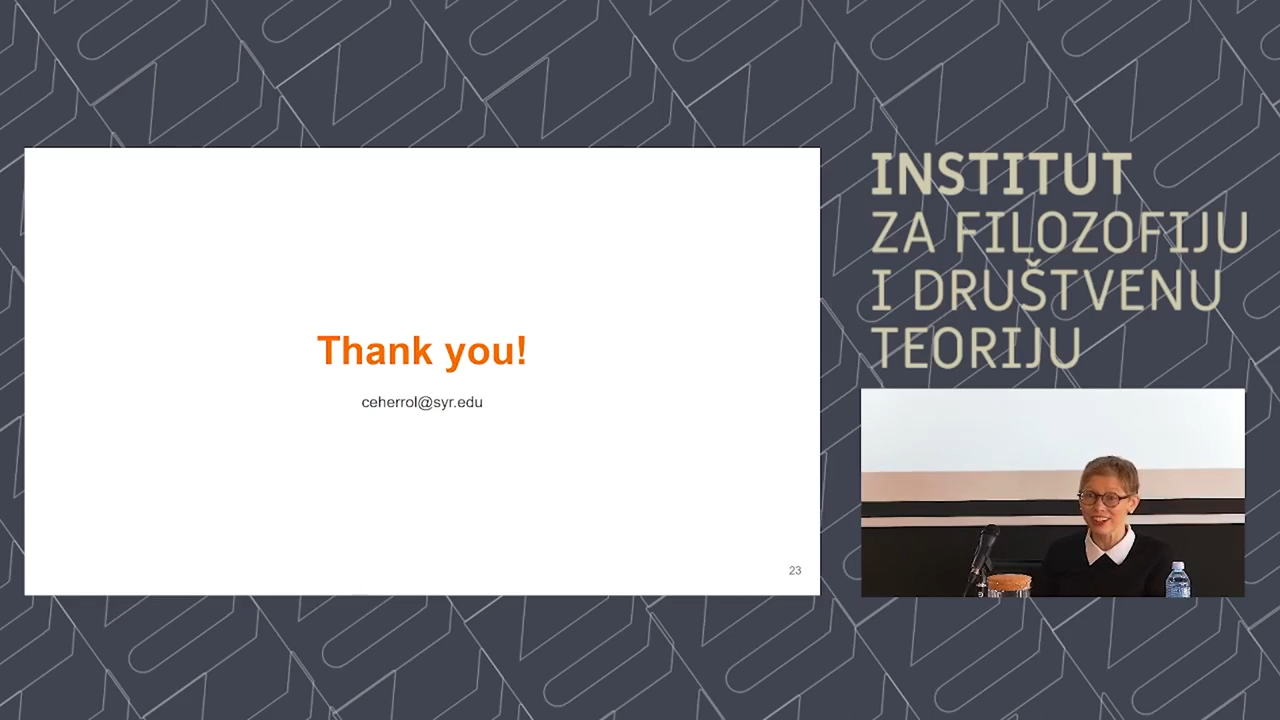 Thank you!
ceherrol@syr.edu
23
INSTITUT
ZA FILOZOFIJU
I DRUŠTVENU
TEORIJU